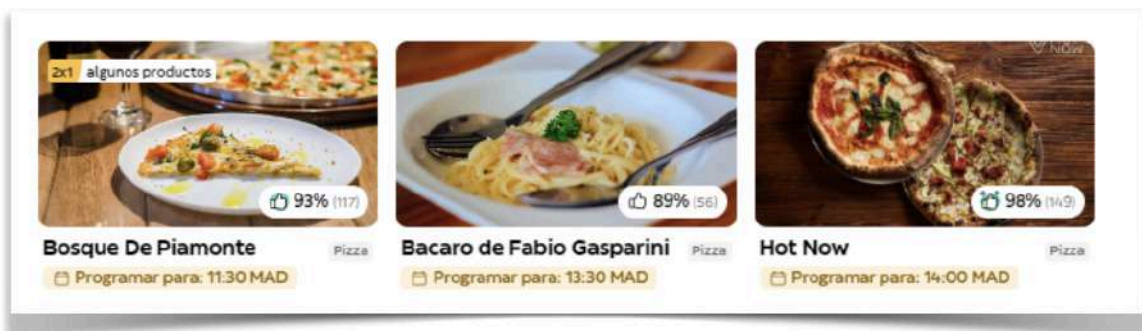 2x1 algunos productos
NOW
93% (117)
89% (56)
98% (149)
Bosque De Piamonte Pizza
Bacaro de Fabio Gasparini Pizza
Hot Now Pizza
Programar para: 11:30 MAD
Programar para: 13:30 MAD
Programar para: 14:00 MAD